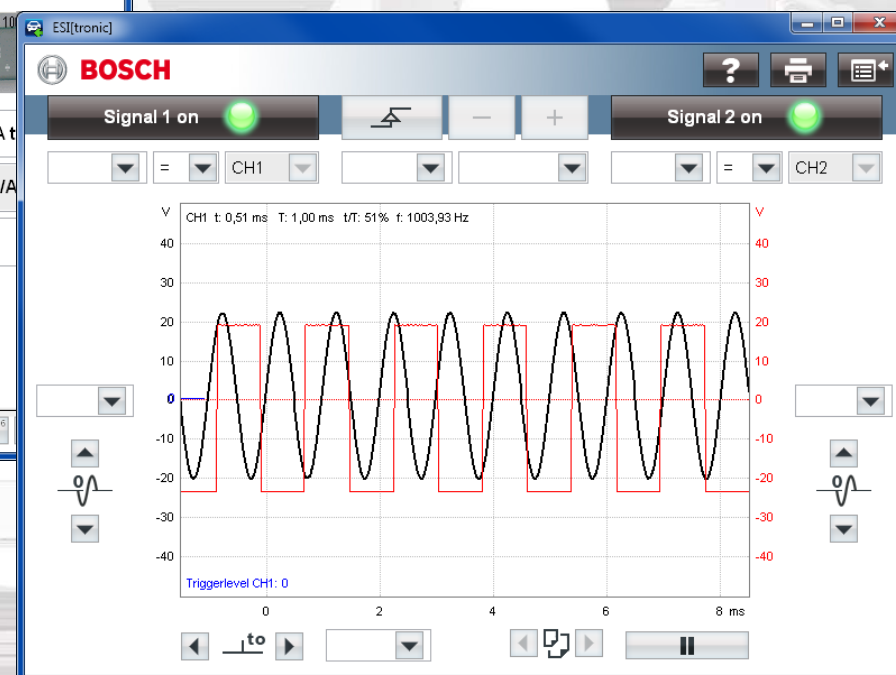 10
ESI[tronic]
BOSCH
?
Signal 1 on
− +
Signal 2 on
A t
/A
= CH1
= CH2
V CH1 t: 0,51 ms T: 1,00 ms t/T: 51% f: 1003,93 Hz V
40 40
30 30
20 20
10 10
0 0
-10 -10
-20 -20
-30 -30
-40 -40
Triggerlevel CH1: 0
0 2 4 6 8 ms
to